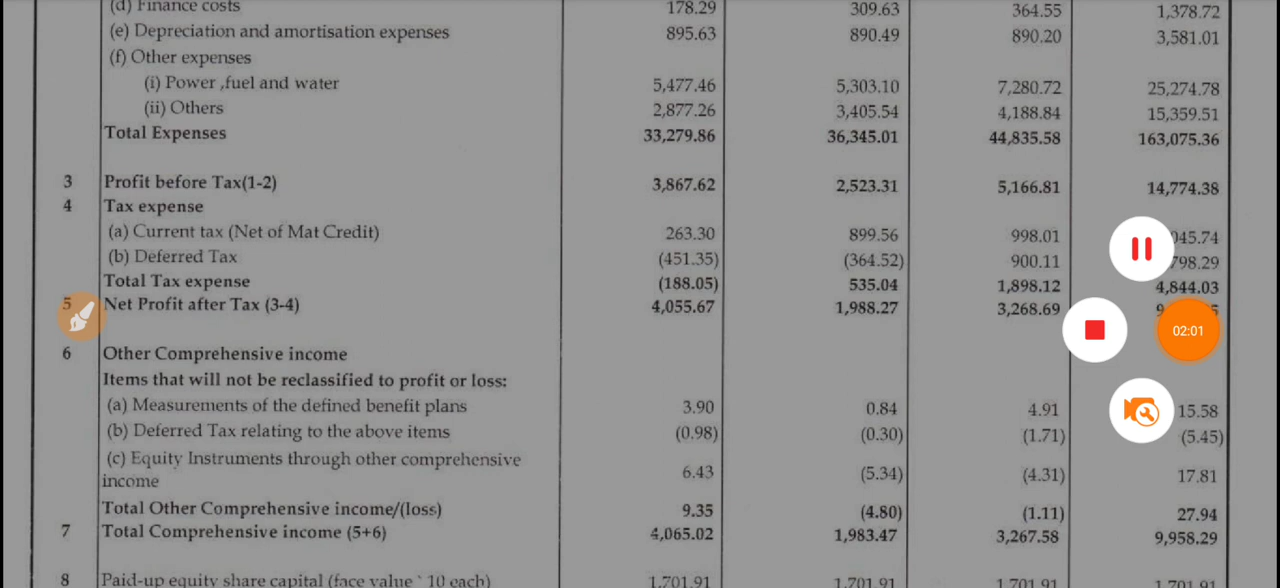 (d) Finance costs 178.29 309.63 364.55 1,378.72
(e) Depreciation and amortisation expenses 895.63 890.49 890.20 3,581.01
(f) Other expenses
(i) Power ,fuel and water 5,477.46 5,303.10 7,280.72 25,274.78
(ii) Others 2,877.26 3,405.54 4,188.84 15,359.51
Total Expenses 33,279.86 36,345.01 44,835.58 163,075.36
3 Profit before Tax(1-2) 3,867.62 2,523.31 5,166.81 14,774.38
4 Tax expense
(a) Current tax (Net of Mat Credit) 263.30 899.56 998.01 045.74
(b) Deferred Tax (451.35) (364.52) 900.11 798.29
Total Tax expense (188.05) 535.04 1,898.12 4,844.03
5 Net Profit after Tax (3-4) 4,055.67 1,988.27 3,268.69
02:01
6 Other Comprehensive income
Items that will not be reclassified to profit or loss:
(a) Measurements of the defined benefit plans 3.90 0.84 4.91 15.58
(b) Deferred Tax relating to the above items (0.98) (0.30) (1.71) (5.45)
(c) Equity Instruments through other comprehensive
income 6.43 (5.34) (4.31) 17.81
Total Other Comprehensive income/(loss) 9.35 (4.80) (1.11) 27.94
7 Total Comprehensive income (5+6) 4,065.02 1,983.47 3,267.58 9,958.29
8 Paid-up equity share capital (face value ` 10 each) 1,701.91 1,701.91 1,701.91 1,701.91